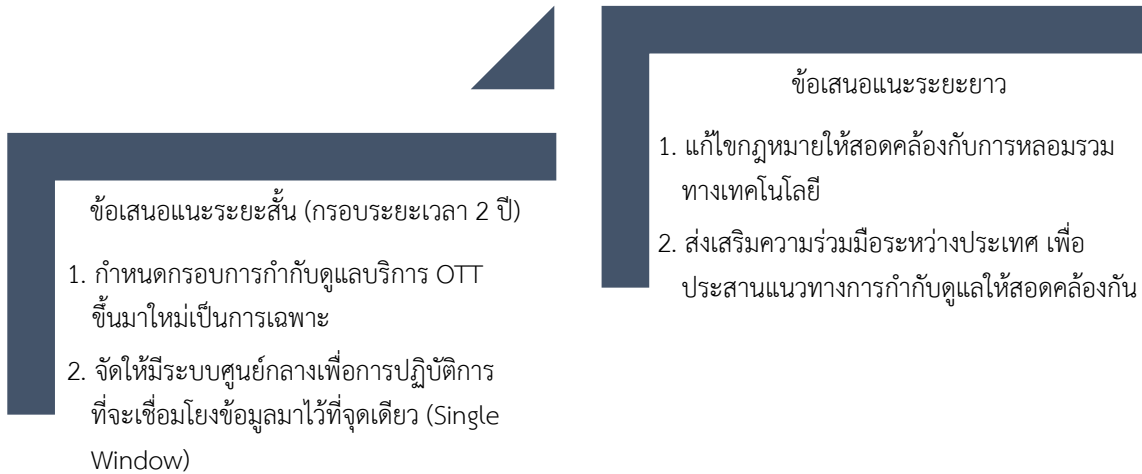 ข้อเสนอแนะระยะสั้น (กรอบระยะเวลา 2 ปี)
1. กำหนดกรอบการกำกับดูแลบริการ OTT
ขึ้นมาใหม่เป็นการเฉพาะ
2. จัดให้มีระบบศูนย์กลางเพื่อการปฏิบัติการ
ที่จะเชื่อมโยงข้อมูลมาไว้ที่จุดเดียว (Single
Window)
ข้อเสนอแนะระยะยาว
1. แก้ไขกฎหมายให้สอดคล้องกับการหลอมรวม
ทางเทคโนโลยี
2. ส่งเสริมความร่วมมือระหว่างประเทศ เพื่อ
ประสานแนวทางการกำกับดูแลให้สอดคล้องกัน